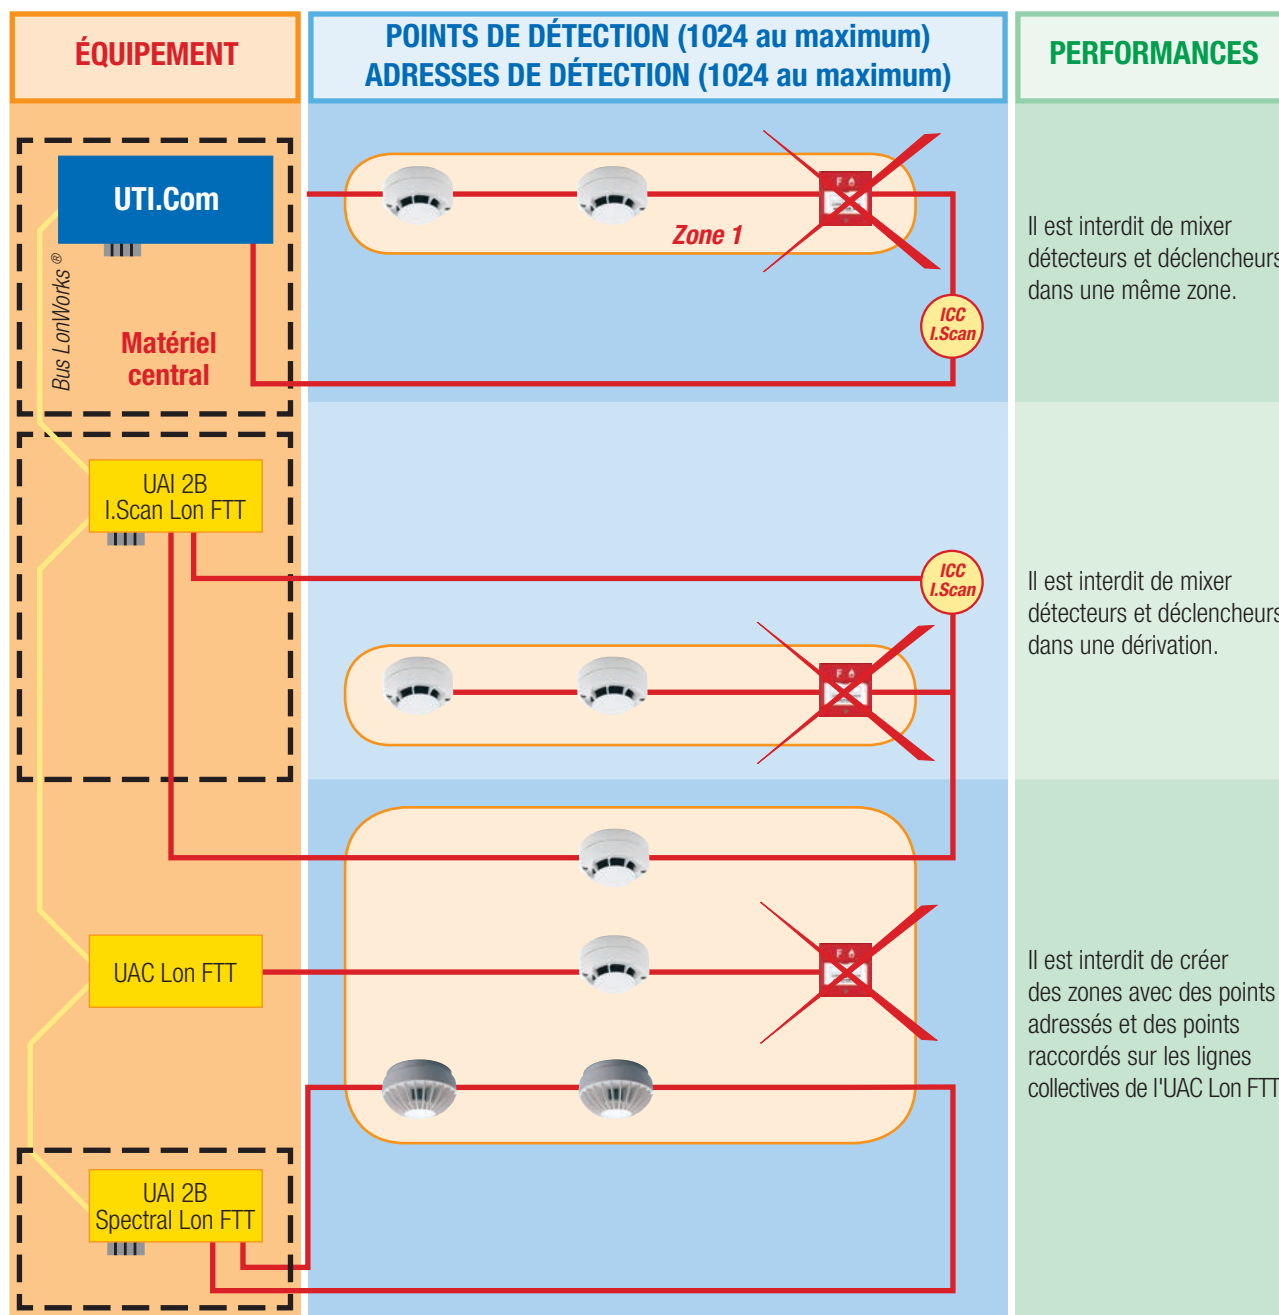 ÉQUIPEMENT
POINTS DE DÉTECTION (1024 au maximum)
ADRESSES DE DÉTECTION (1024 au maximum)
PERFORMANCES
UTI.Com
Bus LonWorks ®
Matériel
central
Zone 1
F
ICC
I.Scan
Il est interdit de mixer
détecteurs et déclencheurs
dans une même zone.
UAI 2B
I.Scan Lon FTT
ICC
I.Scan
F
Il est interdit de mixer
détecteurs et déclencheurs
dans une dérivation.
UAC Lon FTT
F
Il est interdit de créer
des zones avec des points
adressés et des points
raccordés sur les lignes
collectives de l'UAC Lon FTT
UAI 2B
Spectral Lon FTT